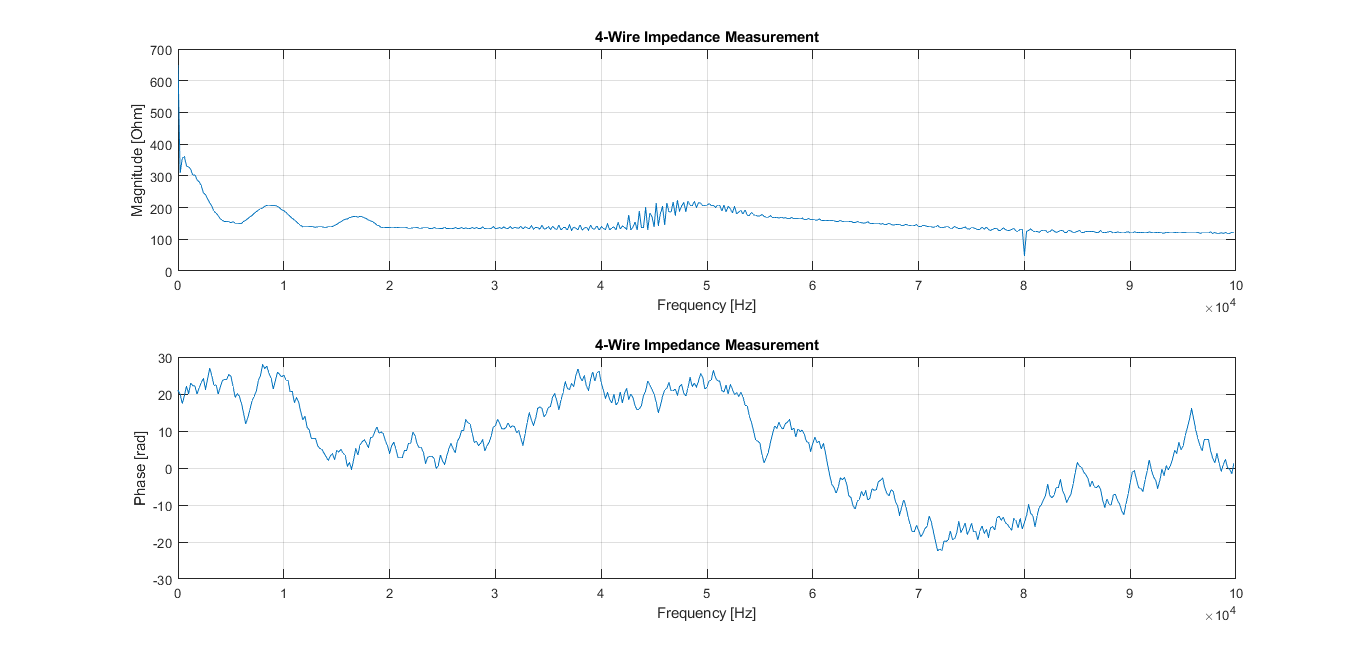 4-Wire Impedance Measurement
700
600
500
400
300
200
100
0
Magnitude [Ohm]
0 1 2 3 4 5 6 7 8 9 10
Frequency [Hz]
×10^4
4-Wire Impedance Measurement
30
20
10
0
-10
-20
-30
Phase [rad]
0 1 2 3 4 5 6 7 8 9 10
Frequency [Hz]
×10^4